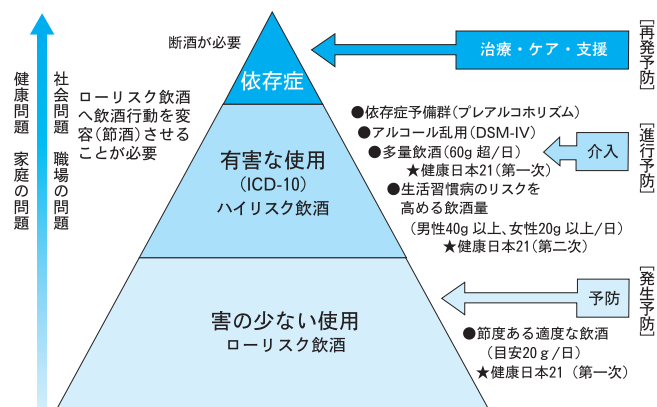 断酒が必要
治療・ケア・支援
[再発予防]
依存症
健康問題 家庭の問題
社会問題 職場の問題
ローリスク飲酒
へ飲酒行動を変
容(節酒)させる
ことが必要
有害な使用
(ICD-10)
ハイリスク飲酒
●依存症予備群(プレアルコホリズム)
●アルコール乱用(DSM-IV)
●多量飲酒(60g 超/日)
★健康日本21(第一次)
●生活習慣病のリスクを
高める飲酒量
(男性40g 以上、女性20g 以上/日)
★健康日本21(第二次)
介入
[進行予防]
害の少ない使用
ローリスク飲酒
予防
[発生予防]
●節度ある適度な飲酒
(目安20g/日)
★健康日本21(第一次)